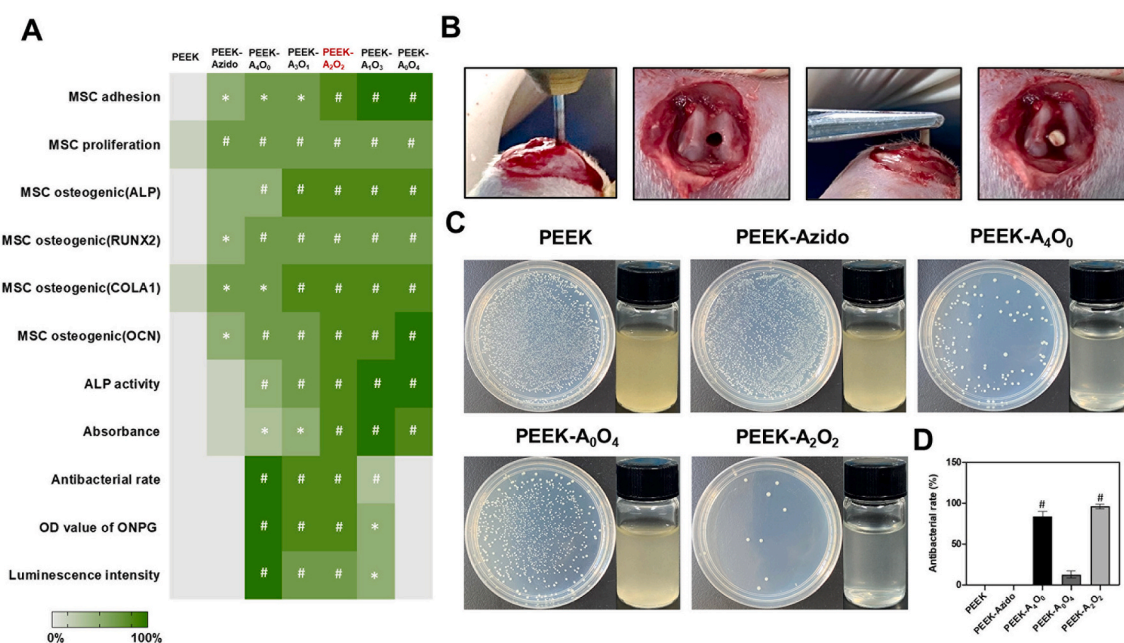 A
PEEK
PEEK-
Azido
PEEK-
A₄O₀
PEEK-
A₃O₁
PEEK-
A₂O₂
PEEK-
A₁O₃
PEEK-
A₀O₄
MSC adhesion
* * * # # #
MSC proliferation
# # # # # #
MSC osteogenic(ALP)
# # # # #
MSC osteogenic(RUNX2)
* # # # # #
MSC osteogenic(COLA1)
* * # # # #
MSC osteogenic(OCN)
* # # # # #
ALP activity
# # # # #
Absorbance
* * # # #
Antibacterial rate
# # # #
OD value of ONPG
# # # *
Luminescence intensity
# # # *
0% 100%
B
C
PEEK
PEEK-Azido
PEEK-A₄O₀
PEEK-A₀O₄
PEEK-A₂O₂
D
Antibacterial rate (%)
150
100
50
0
# #
PEEK
PEEK-Azido
PEEK-A₄O₀
PEEK-A₀O₄
PEEK-A₂O₂